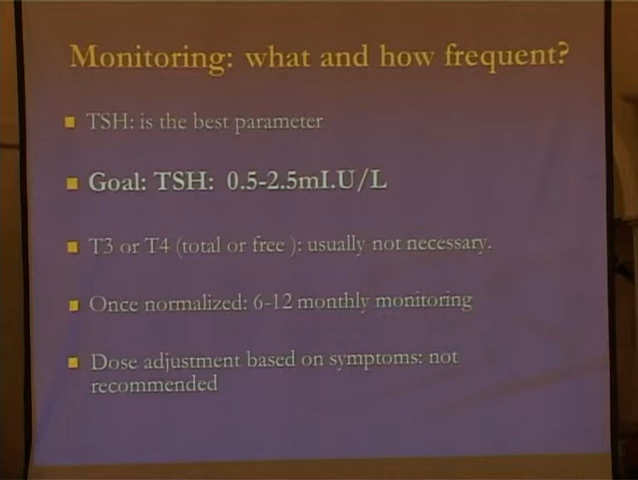 Monitoring: what and how frequent?
TSH: is the best parameter
Goal: TSH: 0.5-2.5mI.U/L
T3 or T4 (total or free ): usually not necessary.
Once normalized: 6-12 monthly monitoring
Dose adjustment based on symptoms: not
recommended